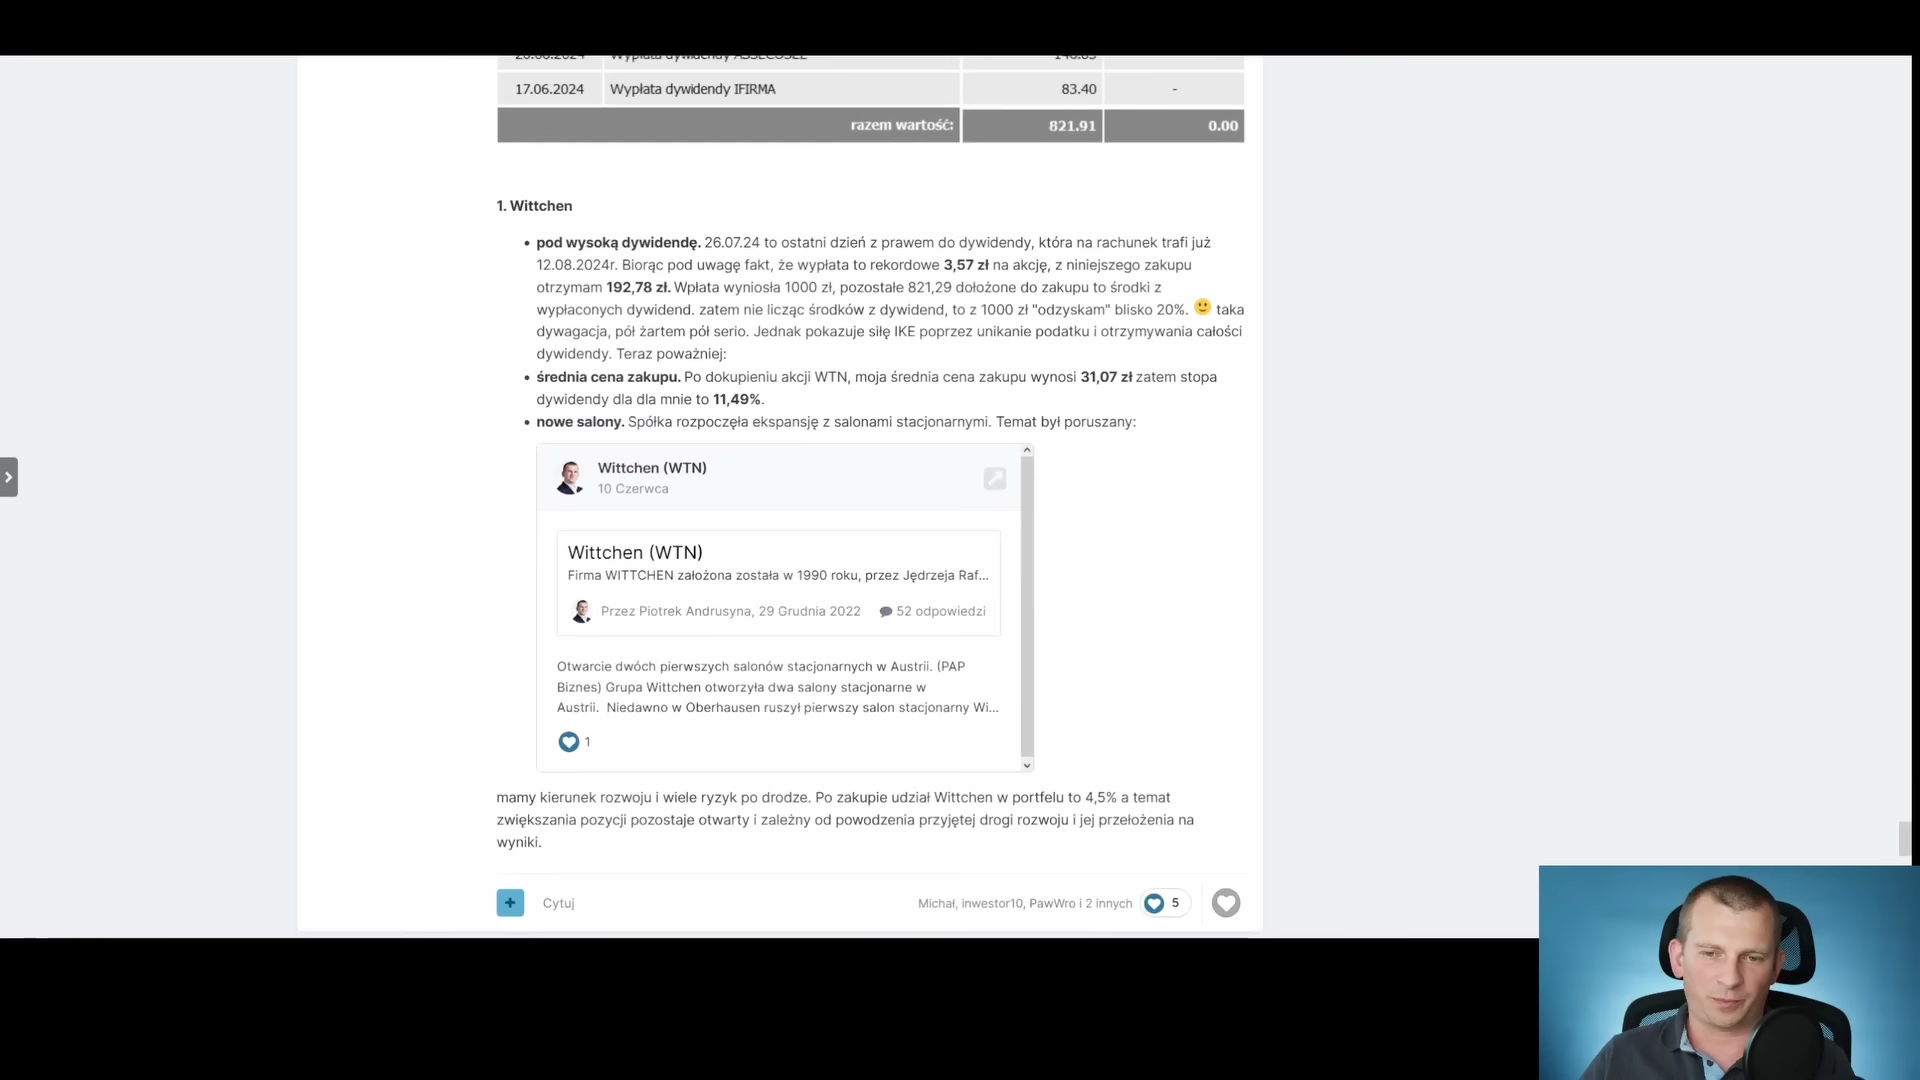 20.06.2024 Wypłata dywidendy ASSECOSEE 140.65
17.06.2024 Wypłata dywidendy IFIRMA 83.40 -
razem wartość: 821.91 0.00
1. Wittchen
• pod wysoką dywidendę. 26.07.24 to ostatni dzień z prawem do dywidendy, która na rachunek trafi już
12.08.2024r. Biorąc pod uwagę fakt, że wypłata to rekordowe 3,57 zł na akcję, z niniejszego zakupu
otrzymam 192,78 zł. Wpłata wyniosła 1000 zł, pozostałe 821,29 dołożone do zakupu to środki z
wypłaconych dywidend. zatem nie licząc środków z dywidend, to z 1000 zł "odzyskam" blisko 20%. 🙂 taka
dywagacja, pół żartem pół serio. Jednak pokazuje siłę IKE poprzez unikanie podatku i otrzymywania całości
dywidendy. Teraz poważniej:
• średnia cena zakupu. Po dokupieniu akcji WTN, moja średnia cena zakupu wynosi 31,07 zł zatem stopa
dywidendy dla dla mnie to 11,49%.
• nowe salony. Spółka rozpoczęła ekspansję z salonami stacjonarnymi. Temat był poruszany:
Wittchen (WTN)
10 Czerwca
Wittchen (WTN)
Firma WITTCHEN założona została w 1990 roku, przez Jędrzeja Raf...
Przez Piotrek Andrusyna, 29 Grudnia 2022 52 odpowiedzi
Otwarcie dwóch pierwszych salonów stacjonarnych w Austrii. (PAP
Biznes) Grupa Wittchen otworzyła dwa salony stacjonarne w
Austrii. Niedawno w Oberhausen ruszył pierwszy salon stacjonarny Wi...
1
mamy kierunek rozwoju i wiele ryzyk po drodze. Po zakupie udział Wittchen w portfelu to 4,5% a temat
zwiększania pozycji pozostaje otwarty i zależny od powodzenia przyjętej drogi rozwoju i jej przełożenia na
wyniki.
+ Cytuj Michał, inwestor10, PawWro i 2 innych 5